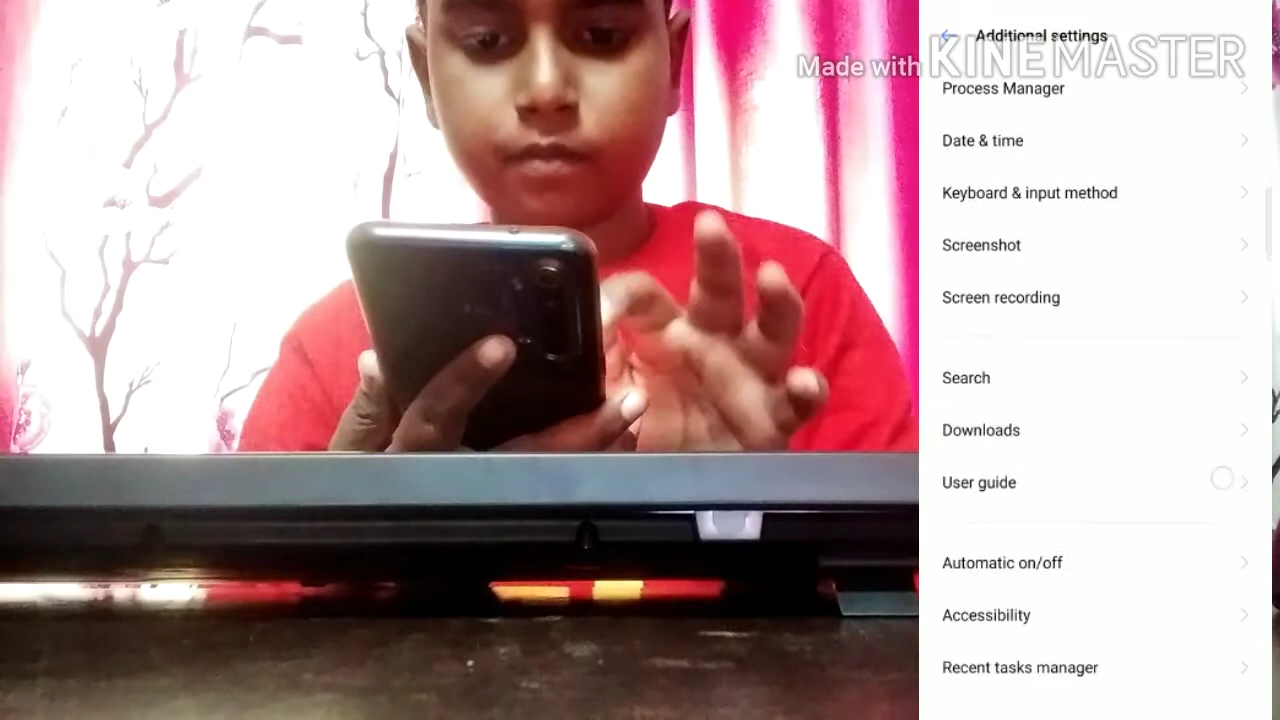 Additional settings
Made with KINEMASTER
Process Manager
Date & time
Keyboard & input method
Screenshot
Screen recording
Search
Downloads
User guide
Automatic on/off
Accessibility
Recent tasks manager